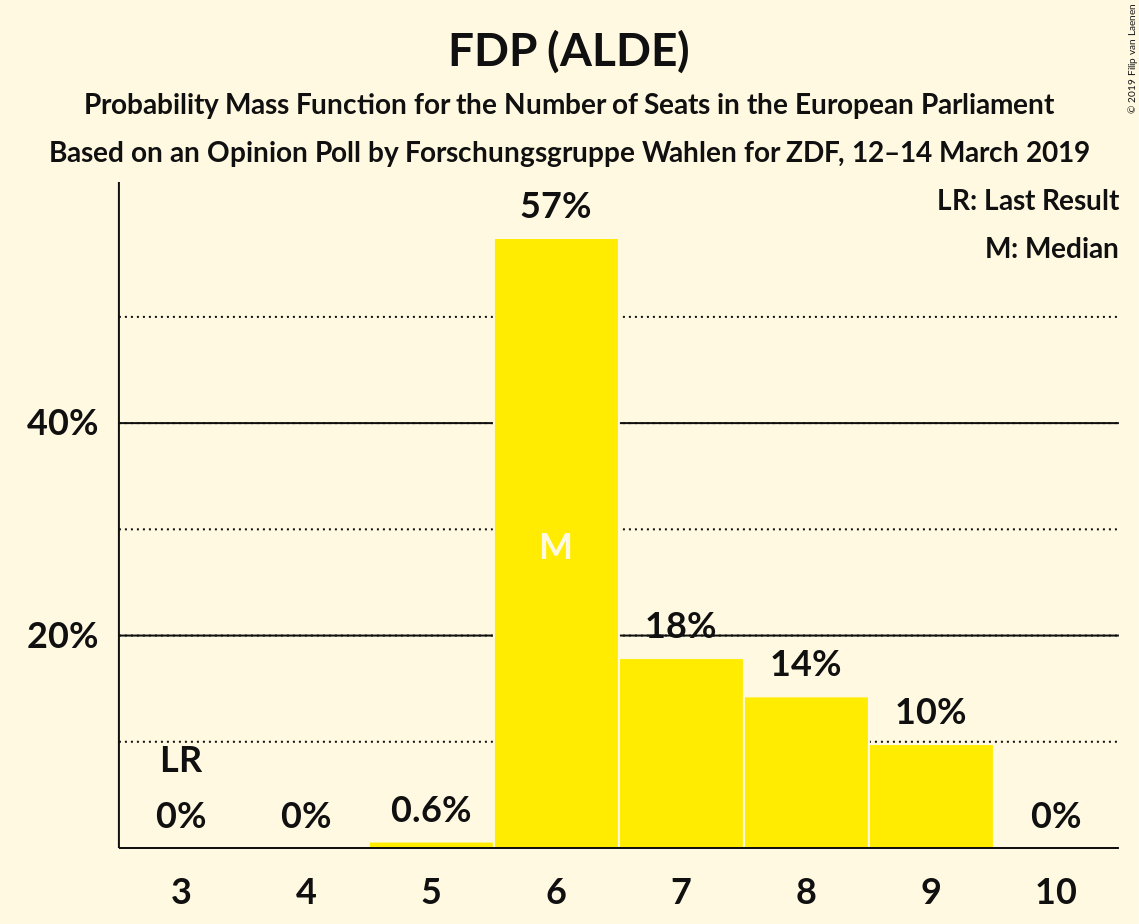 FDP (ALDE)
Probability Mass Function for the Number of Seats in the European Parliament
Based on an Opinion Poll by Forschungsgruppe Wahlen for ZDF, 12–14 March 2019
© 2019 Filip van Laenen
LR: Last Result
M: Median
57%
40%
M
20%
18%
14%
10%
LR
0%
0%
0.6%
0%
3 4 5 6 7 8 9 10